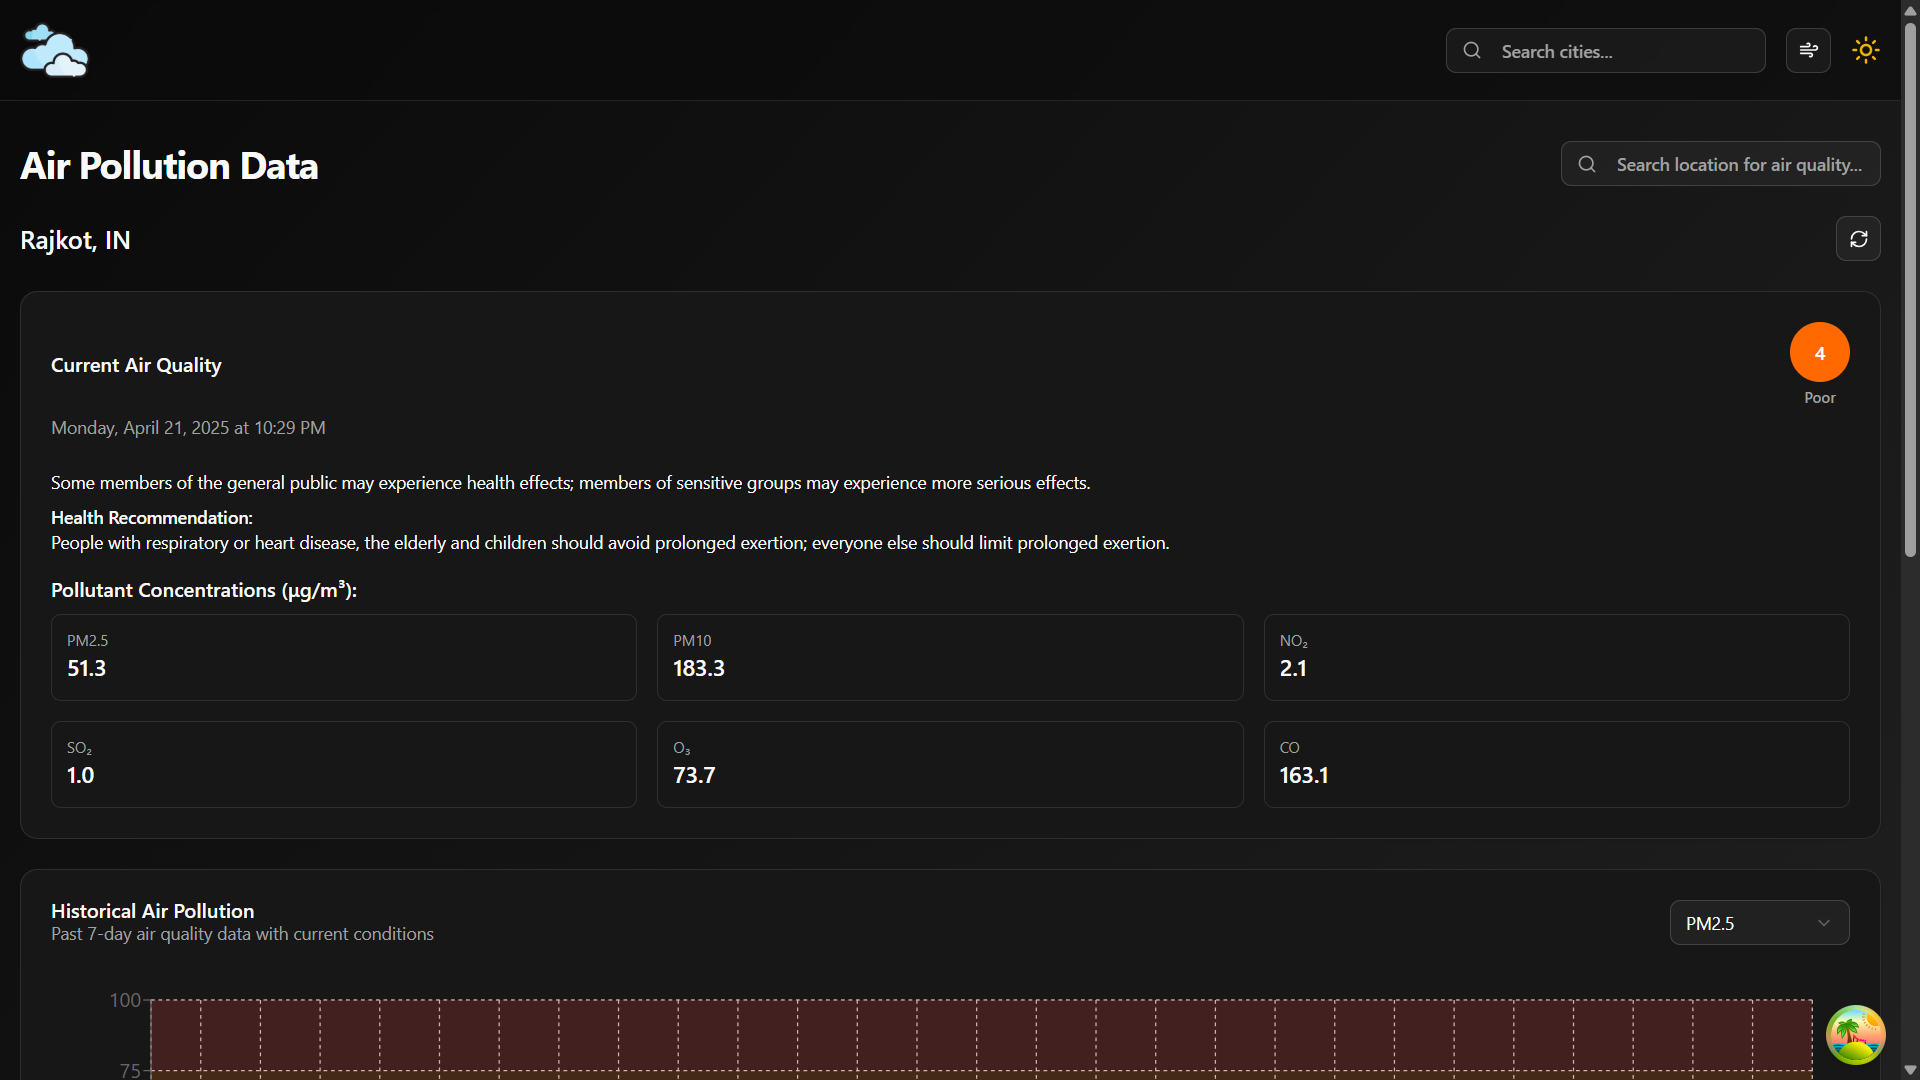 Search cities...
Air Pollution Data
Search location for air quality...
Rajkot, IN
Current Air Quality
4
Poor
Monday, April 21, 2025 at 10:29 PM
Some members of the general public may experience health effects; members of sensitive groups may experience more serious effects.
Health Recommendation:
People with respiratory or heart disease, the elderly and children should avoid prolonged exertion; everyone else should limit prolonged exertion.
Pollutant Concentrations (μg/m³):
PM2.5
51.3
PM10
183.3
NO₂
2.1
SO₂
1.0
O₃
73.7
CO
163.1
Historical Air Pollution
Past 7-day air quality data with current conditions
PM2.5
100
75